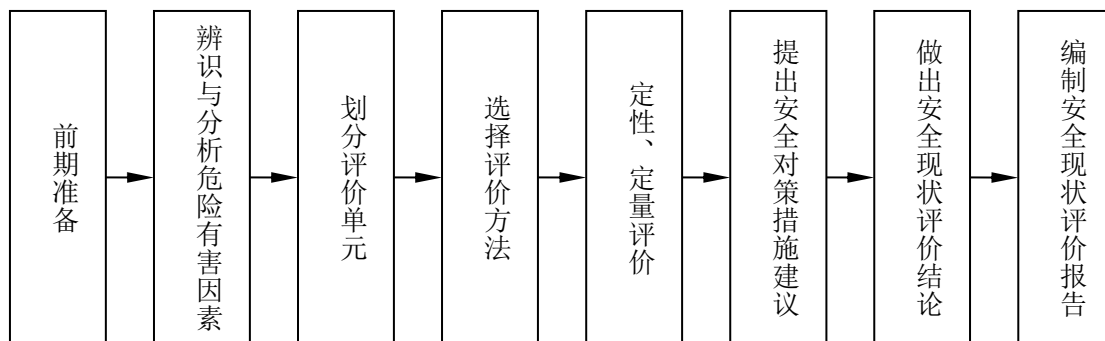 前期准备
辨识与分析危险有害因素
划分评价单元
选择评价方法
定性、定量评价
提出安全对策措施建议
做出安全现状评价结论
编制安全现状评价报告